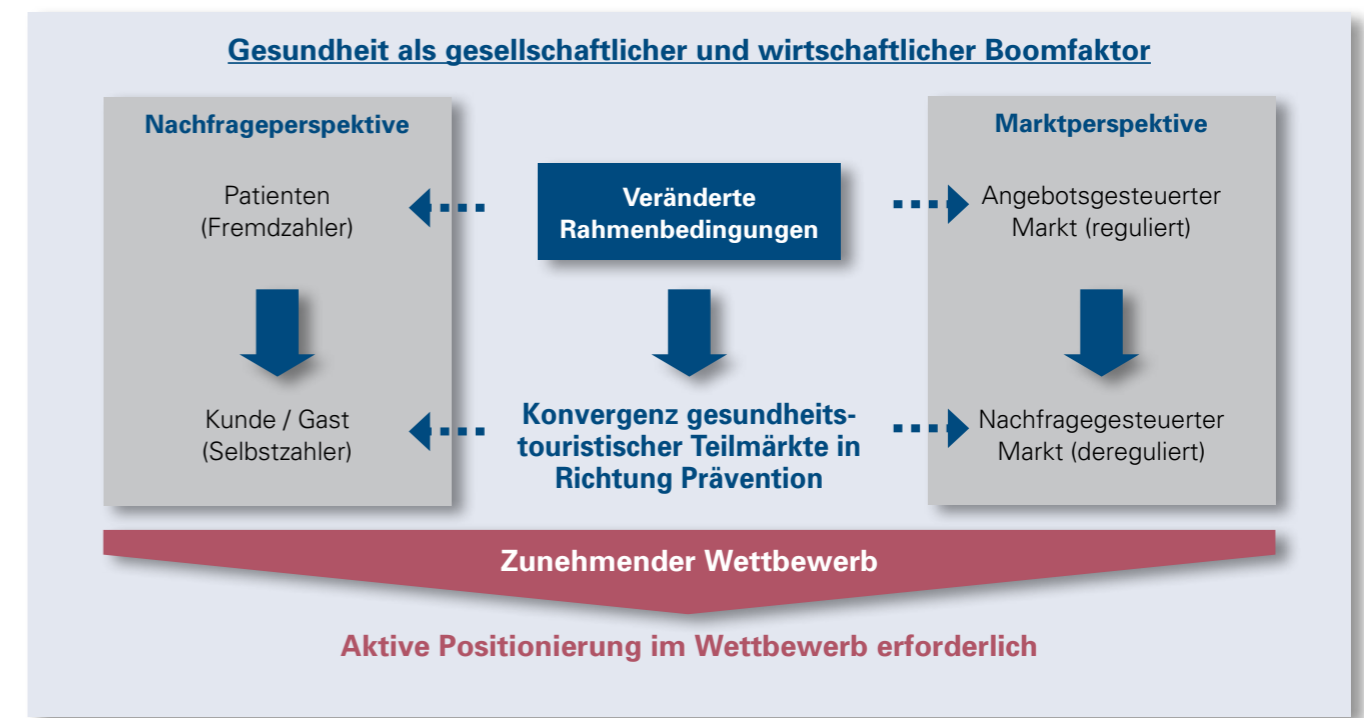 Gesundheit als gesellschaftlicher und wirtschaftlicher Boomfaktor
Nachfrageperspektive
Patienten
(Fremdzahler)
Kunde / Gast
(Selbstzahler)
Veränderte
Rahmenbedingungen
Konvergenz gesundheits-
touristischer Teilmärkte in
Richtung Prävention
Marktperspektive
Angebotsgesteuerter
Markt (reguliert)
Nachfragegesteuerter
Markt (dereguliert)
Zunehmender Wettbewerb
Aktive Positionierung im Wettbewerb erforderlich